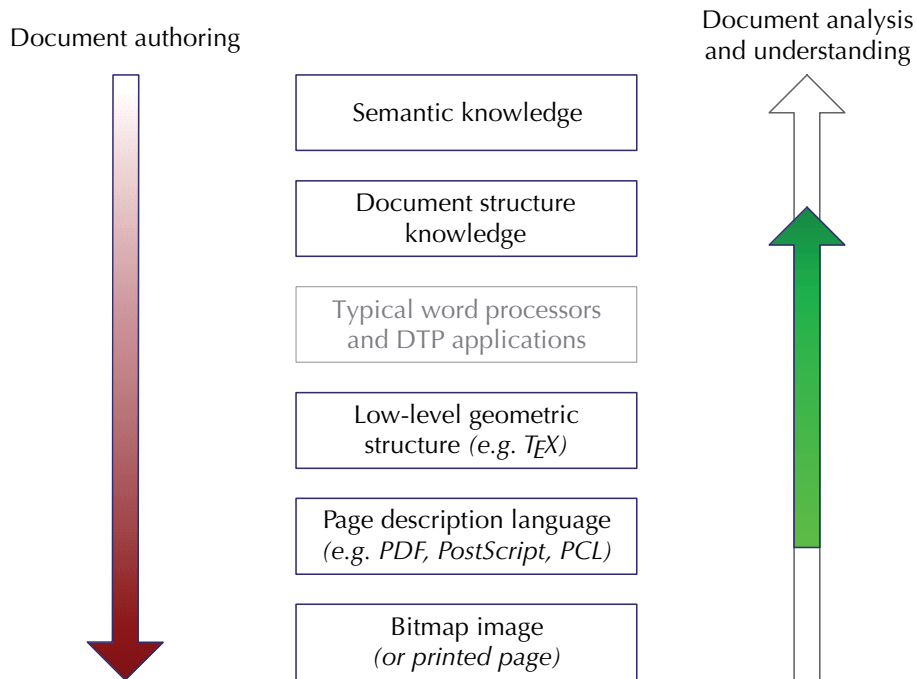 Document authoring
Document analysis
and understanding
Semantic knowledge
Document structure
knowledge
Typical word processors
and DTP applications
Low-level geometric
structure (e.g. TEX)
Page description language
(e.g. PDF, PostScript, PCL)
Bitmap image
(or printed page)